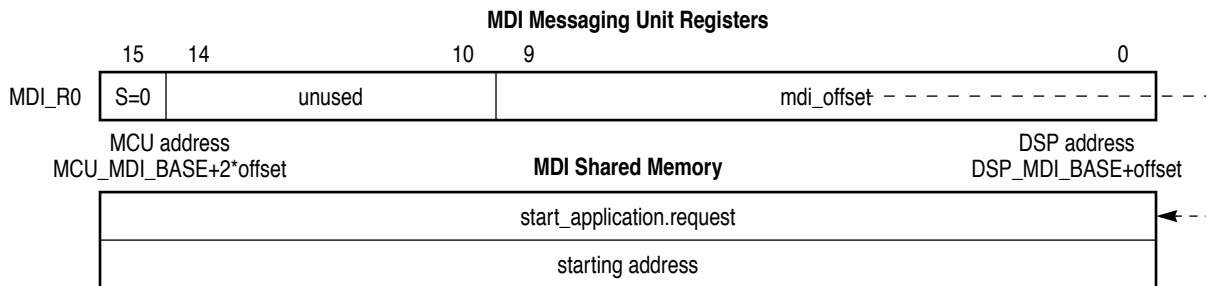 MDI Messaging Unit Registers
15 14 10 9 0
MDI_R0 S=0 unused mdi_offset
MCU address DSP address
MCU_MDI_BASE+2*offset MDI Shared Memory DSP_MDI_BASE+offset
start_application.request
starting address